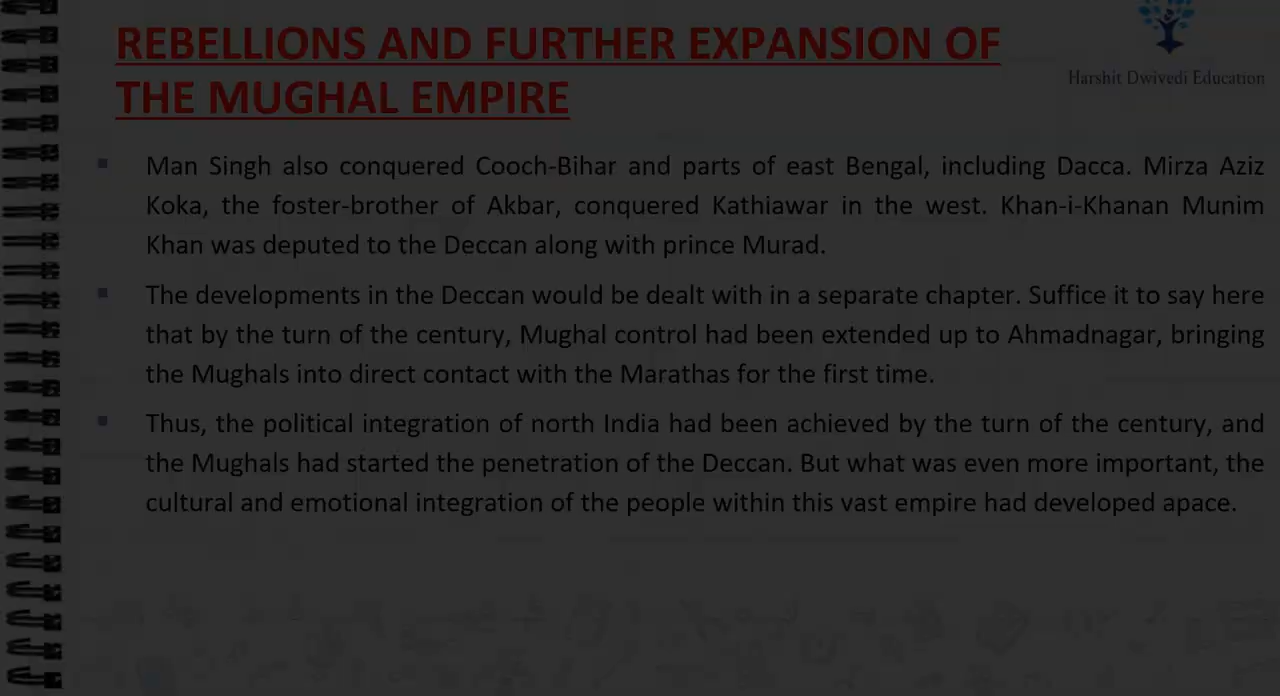 REBELLIONS AND FURTHER EXPANSION OF
THE MUGHAL EMPIRE
Harshit Dwivedi Education
Man Singh also conquered Cooch-Bihar and parts of east Bengal, including Dacca. Mirza Aziz
Koka, the foster-brother of Akbar, conquered Kathiawar in the west. Khan-i-Khanan Munim
Khan was deputed to the Deccan along with prince Murad.
The developments in the Deccan would be dealt with in a separate chapter. Suffice it to say here
that by the turn of the century, Mughal control had been extended up to Ahmadnagar, bringing
the Mughals into direct contact with the Marathas for the first time.
Thus, the political integration of north India had been achieved by the turn of the century, and
the Mughals had started the penetration of the Deccan. But what was even more important, the
cultural and emotional integration of the people within this vast empire had developed apace.